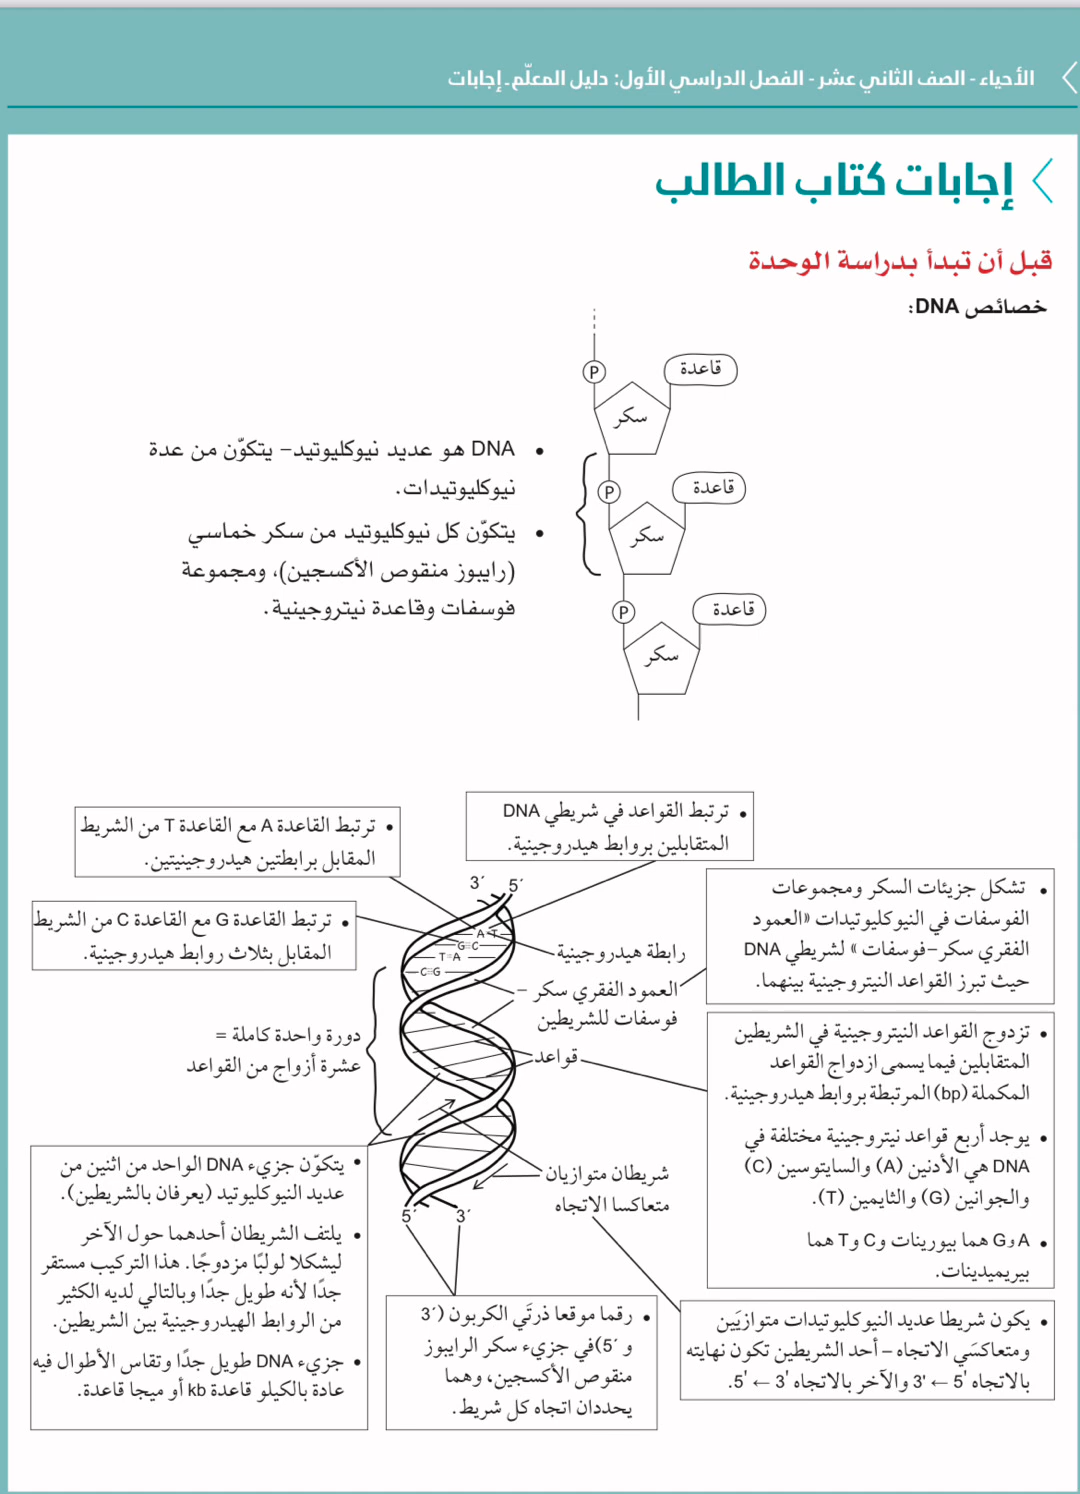 الأحياء - الصف الثاني عشر - الفصل الدراسي الأول: دليل المعلّم - إجابات
إجابات كتاب الطالب
قبل أن تبدأ بدراسة الوحدة
خصائص DNA:
P
قاعدة
سكر
P
قاعدة
سكر
P
قاعدة
سكر
• DNA هو عديد نيوكليوتيد– يتكوّن من عدة
نيوكليوتيدات.
• يتكوّن كل نيوكليوتيد من سكر خماسي
(رايبوز منقوص الأكسجين)، ومجموعة
فوسفات وقاعدة نيتروجينية.
• ترتبط القواعد في شريطي DNA
المتقابلين بروابط هيدروجينية.
• ترتبط القاعدة A مع القاعدة T من الشريط
المقابل برابطتين هيدروجينيتين.
• تشكل جزيئات السكر ومجموعات
الفوسفات في النيوكليوتيدات «العمود
الفقري سكر–فوسفات» لشريطي DNA
حيث تبرز القواعد النيتروجينية بينهما.
• ترتبط القاعدة G مع القاعدة C من الشريط
المقابل بثلاث روابط هيدروجينية.
3′ 5′
A T
G C
T A
C G
رابطة هيدروجينية
العمود الفقري سكر –
فوسفات للشريطين
دورة واحدة كاملة =
عشرة أزواج من القواعد
قواعد
• تزدوج القواعد النيتروجينية في الشريطين
المتقابلين فيما يسمى ازدواج القواعد
المكملة (bp) المرتبطة بروابط هيدروجينية.
• يوجد أربع قواعد نيتروجينية مختلفة في
DNA هي الأدنين (A) والسايتوسين (C)
والجوانين (G) والثايمين (T).
• A وG هما بيورينات وC وT هما
بيريميدينات.
شريطان متوازيان
متعاكسا الاتجاه
5′ 3′
• يتكوّن جزيء DNA الواحد من اثنين من
عديد النيوكليوتيد (يعرفان بالشريطين).
• يلتف الشريطان أحدهما حول الآخر
ليشكلا لولبًا مزدوجًا. هذا التركيب مستقر
جدًا لأنه طويل جدًا وبالتالي لديه الكثير
من الروابط الهيدروجينية بين الشريطين.
• جزيء DNA طويل جدًا وتقاس الأطوال فيه
عادة بالكيلو قاعدة kb أو ميجا قاعدة.
• رقما موقعا ذرتَي الكربون (3′
و 5′)في جزيء سكر الرايبوز
منقوص الأكسجين، وهما
يحددان اتجاه كل شريط.
• يكون شريطا عديد النيوكليوتيدات متوازيَين
ومتعاكسَي الاتجاه – أحد الشريطين تكون نهايته
بالاتجاه 5' ← 3' والآخر بالاتجاه 3' ← 5'.